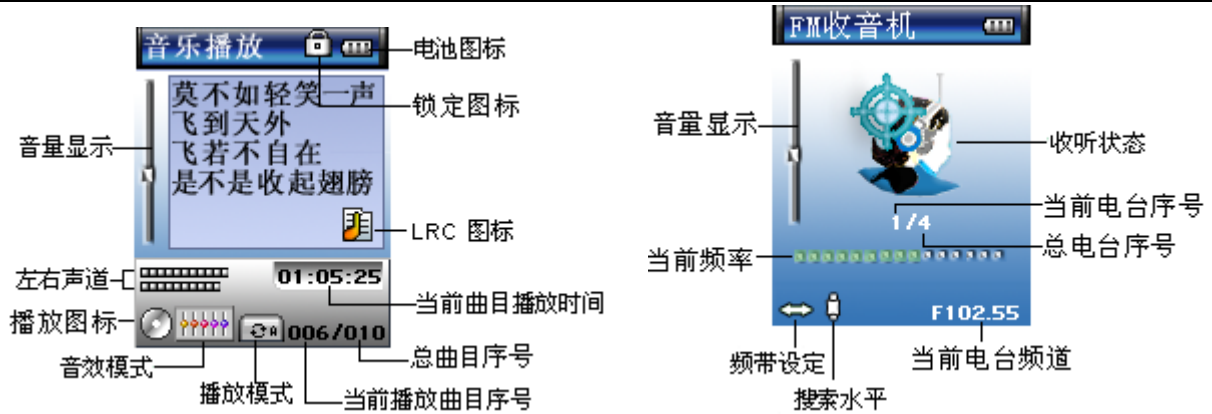 音乐播放
电池图标
锁定图标
莫不如轻笑一声
飞到天外
飞若不自在
是不是收起翅膀
音量显示
LRC 图标
左右声道
01:05:25
当前曲目播放时间
播放图标
A
006/010
总曲目序号
音效模式
播放模式
当前播放曲目序号
FM收音机
音量显示
收听状态
当前电台序号
1/4
总电台序号
当前频率
F102.55
频带设定
当前电台频道
搜索水平